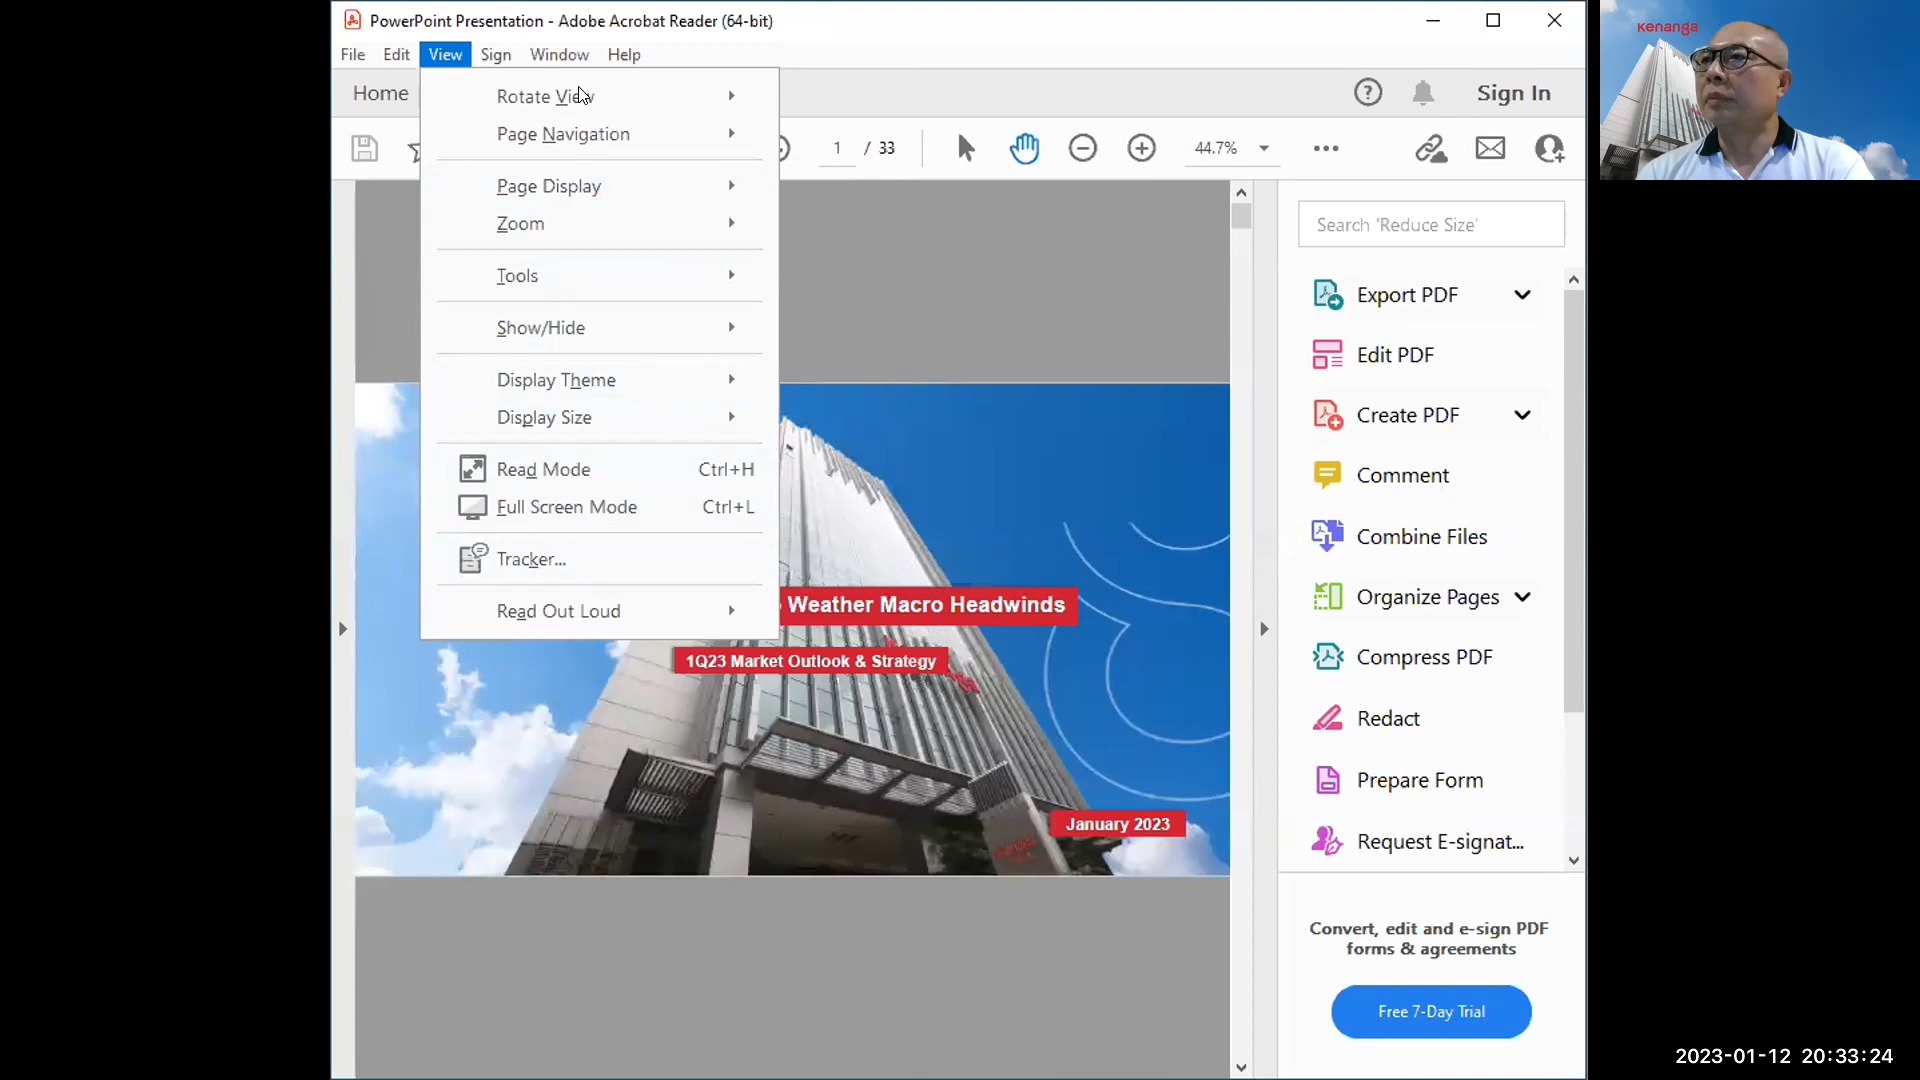 PowerPoint Presentation - Adobe Acrobat Reader (64-bit)
File Edit View Sign Window Help
Home
Sign In
1 / 33
44.7%
Rotate View
Page Navigation
Page Display
Zoom
Tools
Show/Hide
Display Theme
Display Size
Read Mode Ctrl+H
Full Screen Mode Ctrl+L
Tracker...
Read Out Loud
Weather Macro Headwinds
1Q23 Market Outlook & Strategy
January 2023
Search 'Reduce Size'
Export PDF
Edit PDF
Create PDF
Comment
Combine Files
Organize Pages
Compress PDF
Redact
Prepare Form
Request E-signat...
Convert, edit and e-sign PDF
forms & agreements
Free 7-Day Trial
kenanga
2023-01-12 20:33:24